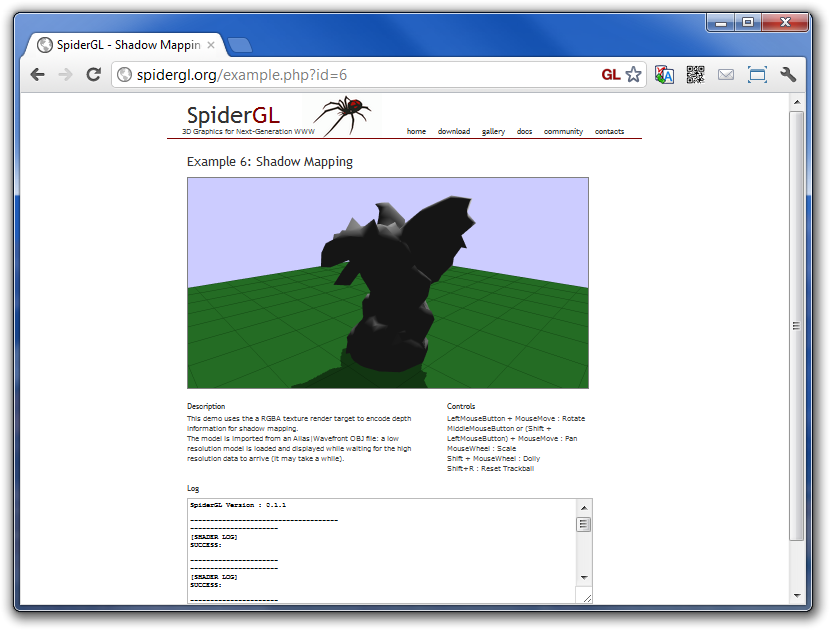 SpiderGL - Shadow Mappin
spidergl.org/example.php?id=6
GL
SpiderGL
3D Graphics for Next-Generation WWW
home download gallery docs community contacts
Example 6: Shadow Mapping
Description
This demo uses the a RGBA texture render target to encode depth
information for shadow mapping.
The model is imported from an Alias|Wavefront OBJ file: a low
resolution model is loaded and displayed while waiting for the high
resolution data to arrive (it may take a while).
Controls
LeftMouseButton + MouseMove : Rotate
MiddleMouseButton or (Shift +
LeftMouseButton) + MouseMove : Pan
MouseWheel : Scale
Shift + MouseWheel : Dolly
Shift+R : Reset Trackball
Log
SpiderGL Version : 0.1.1
-------------------------------------
----------------------
[SHADER LOG]
SUCCESS:
----------------------
----------------------
[SHADER LOG]
SUCCESS:
----------------------